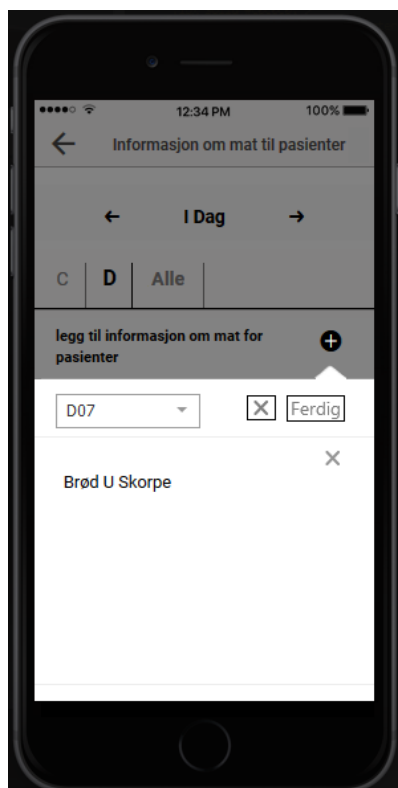 12:34 PM 100%
Informasjon om mat til pasienter
I Dag
C D Alle
legg til informasjon om mat for
pasienter
D07 Ferdig
Brød U Skorpe